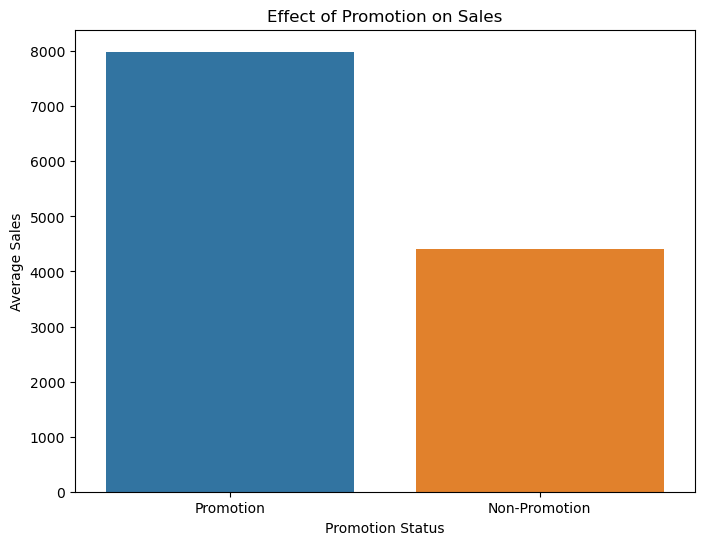 Effect of Promotion on Sales
Average Sales
8000
7000
6000
5000
4000
3000
2000
1000
0
Promotion
Non-Promotion
Promotion Status